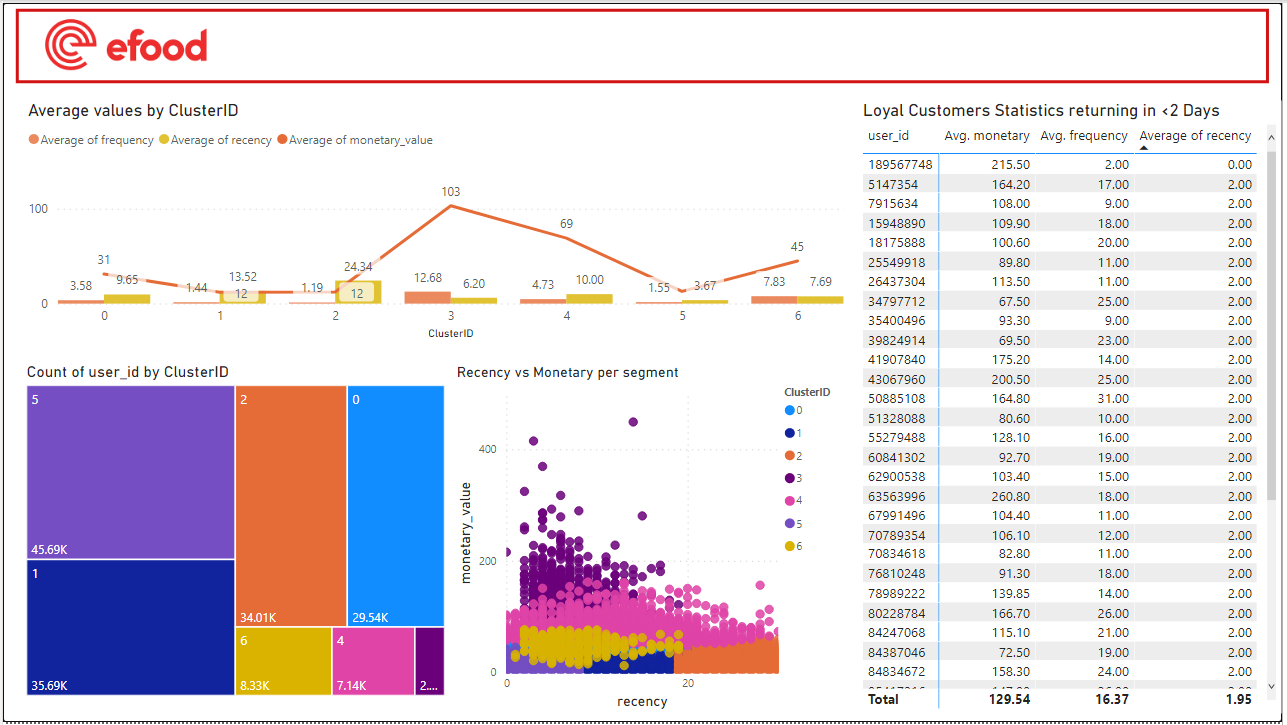 efood
Average values by ClusterID
Average of frequency Average of recency Average of monetary_value
100
0
31
3.58 9.65
1.44 13.52
12
1.19 24.34
12
103
12.68 6.20
69
4.73 10.00
1.55 3.67
45
7.83 7.69
0 1 2 3 4 5 6
ClusterID
Count of user_id by ClusterID
5
45.69K
1
35.69K
2
34.01K
0
29.54K
6
8.33K
4
7.14K
2....
Recency vs Monetary per segment
monetary_value
400
200
0
0 20
recency
ClusterID
0
1
2
3
4
5
6
Loyal Customers Statistics returning in <2 Days
user_id Avg. monetary Avg. frequency Average of recency
189567748 215.50 2.00 0.00
5147354 164.20 17.00 2.00
7915634 108.00 9.00 2.00
15948890 109.90 18.00 2.00
18175888 100.60 20.00 2.00
25549918 89.80 11.00 2.00
26437304 113.50 11.00 2.00
34797712 67.50 25.00 2.00
35400496 93.30 9.00 2.00
39824914 69.50 23.00 2.00
41907840 175.20 14.00 2.00
43067960 200.50 25.00 2.00
50885108 164.80 31.00 2.00
51328088 80.60 10.00 2.00
55279488 128.10 16.00 2.00
60841302 92.70 19.00 2.00
62900538 103.40 15.00 2.00
63563996 260.80 18.00 2.00
67991496 104.40 11.00 2.00
70789354 106.10 12.00 2.00
70834618 82.80 11.00 2.00
76810248 91.30 18.00 2.00
78989222 139.85 14.00 2.00
80228784 166.70 26.00 2.00
84247068 115.10 21.00 2.00
84387046 72.50 19.00 2.00
84834672 158.30 24.00 2.00
Total 129.54 16.37 1.95